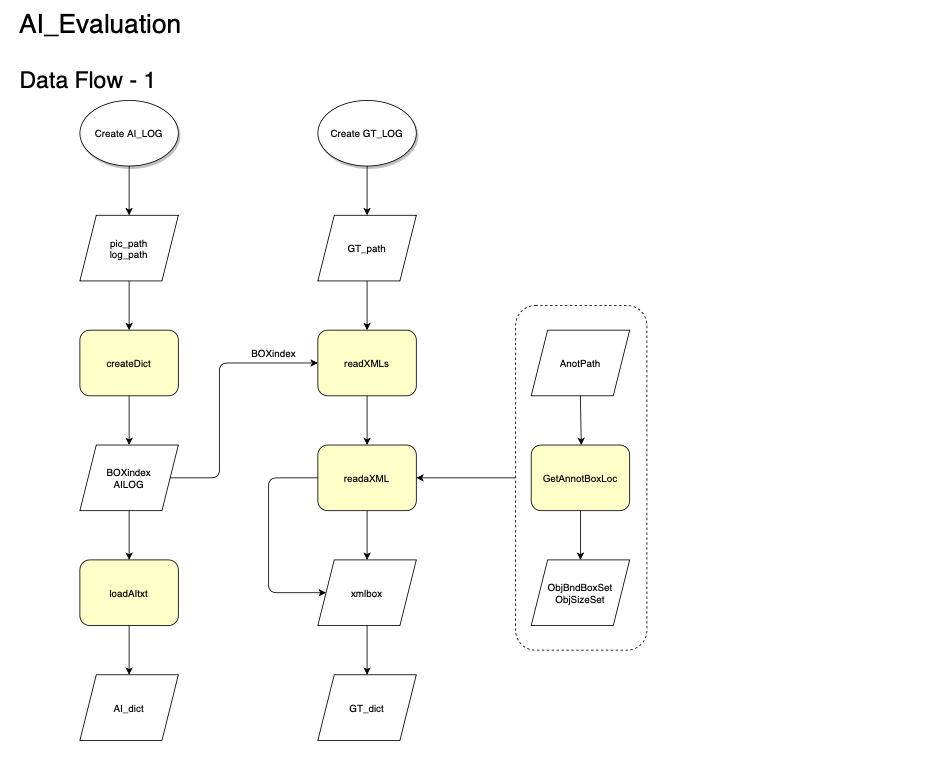 AI_Evaluation
Data Flow - 1
Create AI_LOG
pic_path
log_path
createDict
BOXindex
AILOG
loadAItxt
AI_dict
BOXindex
Create GT_LOG
GT_path
readXMLs
readaXML
xmlbox
GT_dict
AnotPath
GetAnnotBoxLoc
ObjBndBoxSet
ObjSizeSet